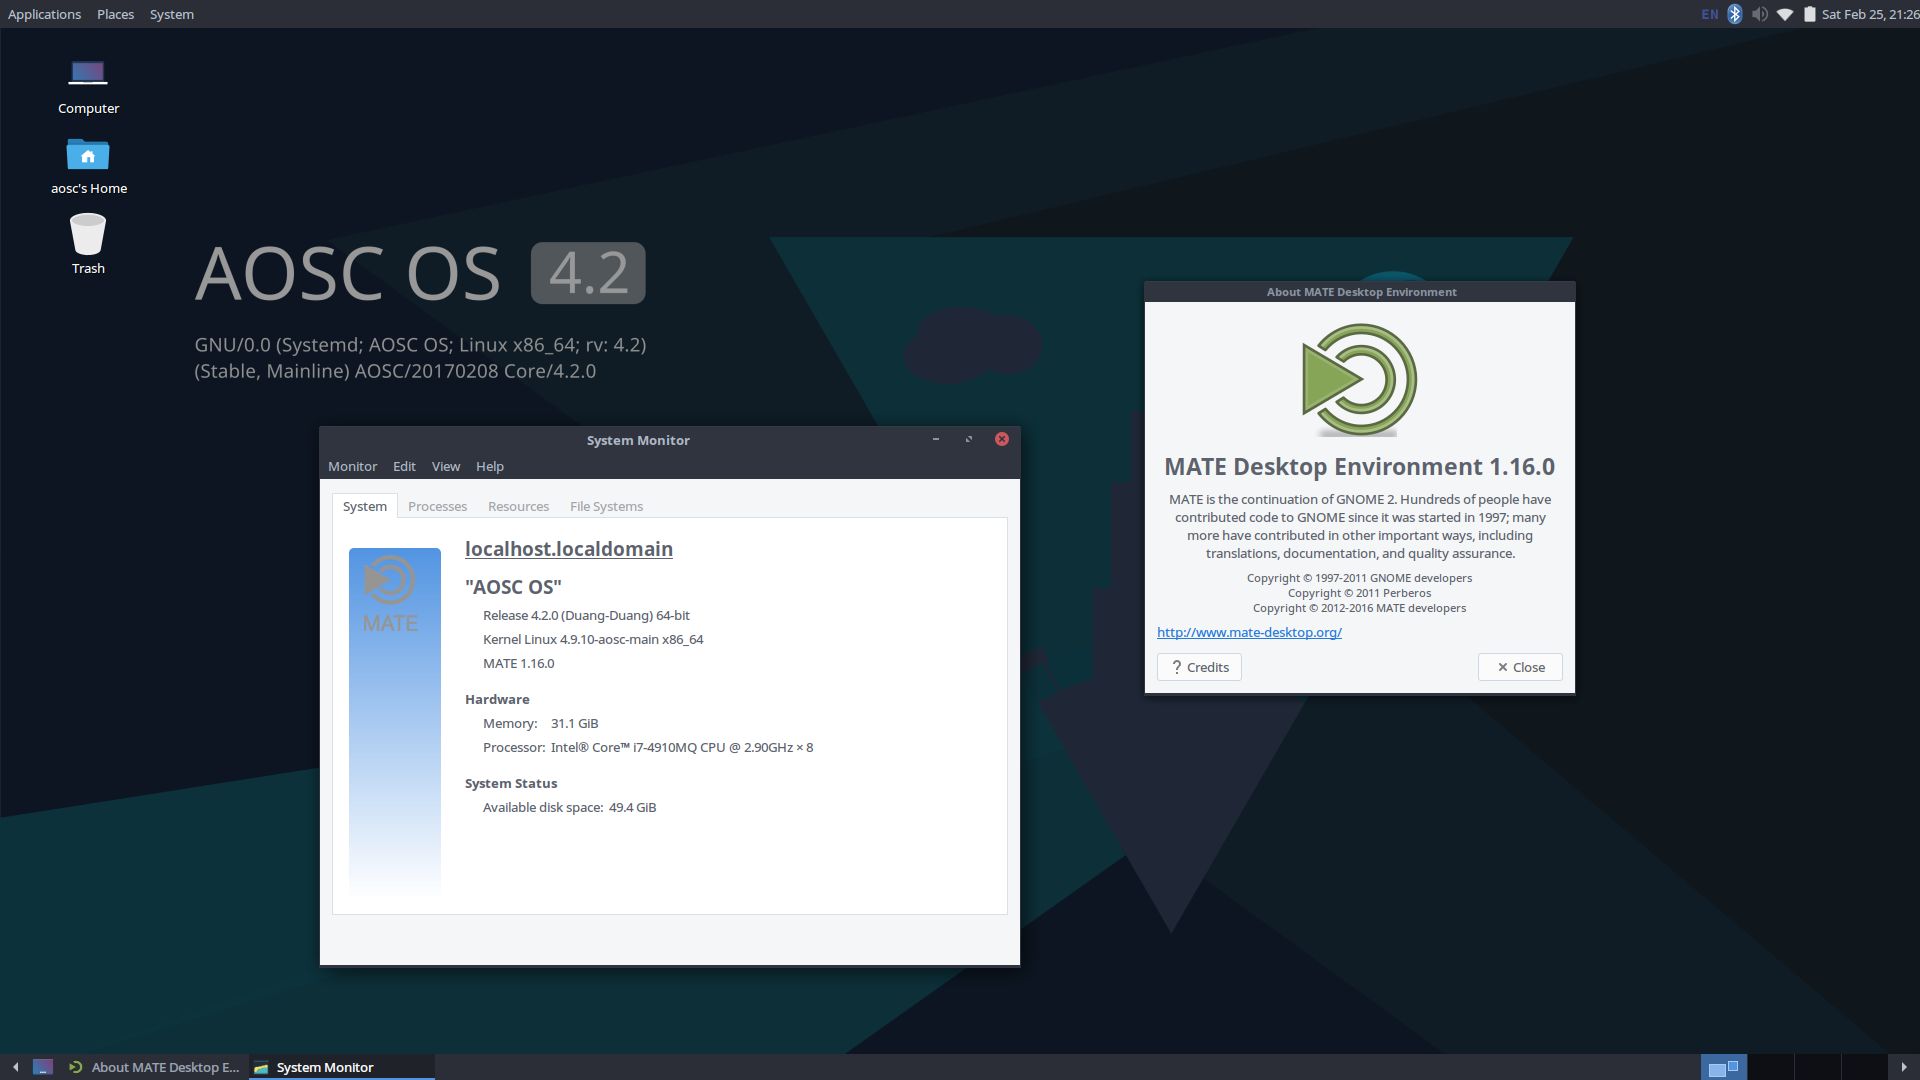 Applications Places System
EN Sat Feb 25, 21:26
Computer
aosc's Home
Trash
AOSC OS 4.2
GNU/0.0 (Systemd; AOSC OS; Linux x86_64; rv: 4.2)
(Stable, Mainline) AOSC/20170208 Core/4.2.0
System Monitor
Monitor Edit View Help
System Processes Resources File Systems
MATE
localhost.localdomain
"AOSC OS"
Release 4.2.0 (Duang-Duang) 64-bit
Kernel Linux 4.9.10-aosc-main x86_64
MATE 1.16.0
Hardware
Memory: 31.1 GiB
Processor: Intel® Core™ i7-4910MQ CPU @ 2.90GHz × 8
System Status
Available disk space: 49.4 GiB
About MATE Desktop Environment
MATE Desktop Environment 1.16.0
MATE is the continuation of GNOME 2. Hundreds of people have
contributed code to GNOME since it was started in 1997; many
more have contributed in other important ways, including
translations, documentation, and quality assurance.
Copyright © 1997-2011 GNOME developers
Copyright © 2011 Perberos
Copyright © 2012-2016 MATE developers
http://www.mate-desktop.org/
? Credits
Close
About MATE Desktop E...
System Monitor